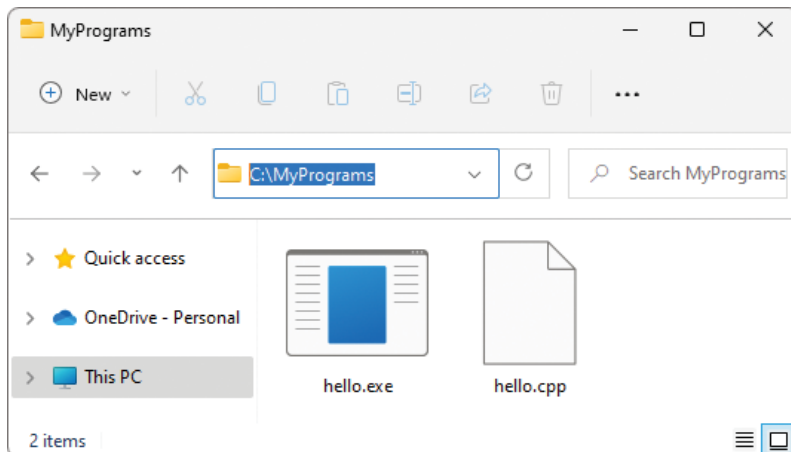 MyPrograms
New
C:\MyPrograms
Search MyPrograms
Quick access
OneDrive - Personal
This PC
hello.exe
hello.cpp
2 items